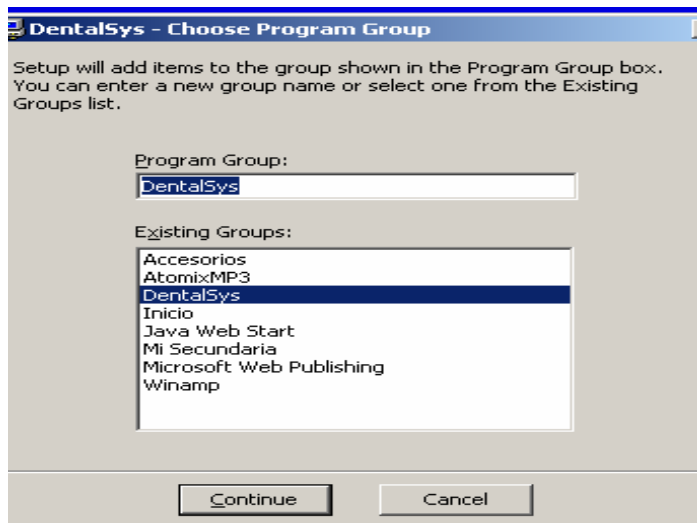 DentalSys - Choose Program Group
Setup will add items to the group shown in the Program Group box.
You can enter a new group name or select one from the Existing
Groups list.
Program Group:
DentalSys
Existing Groups:
Accesorios
AtomixMP3
DentalSys
Inicio
Java Web Start
Mi Secundaria
Microsoft Web Publishing
Winamp
Continue
Cancel